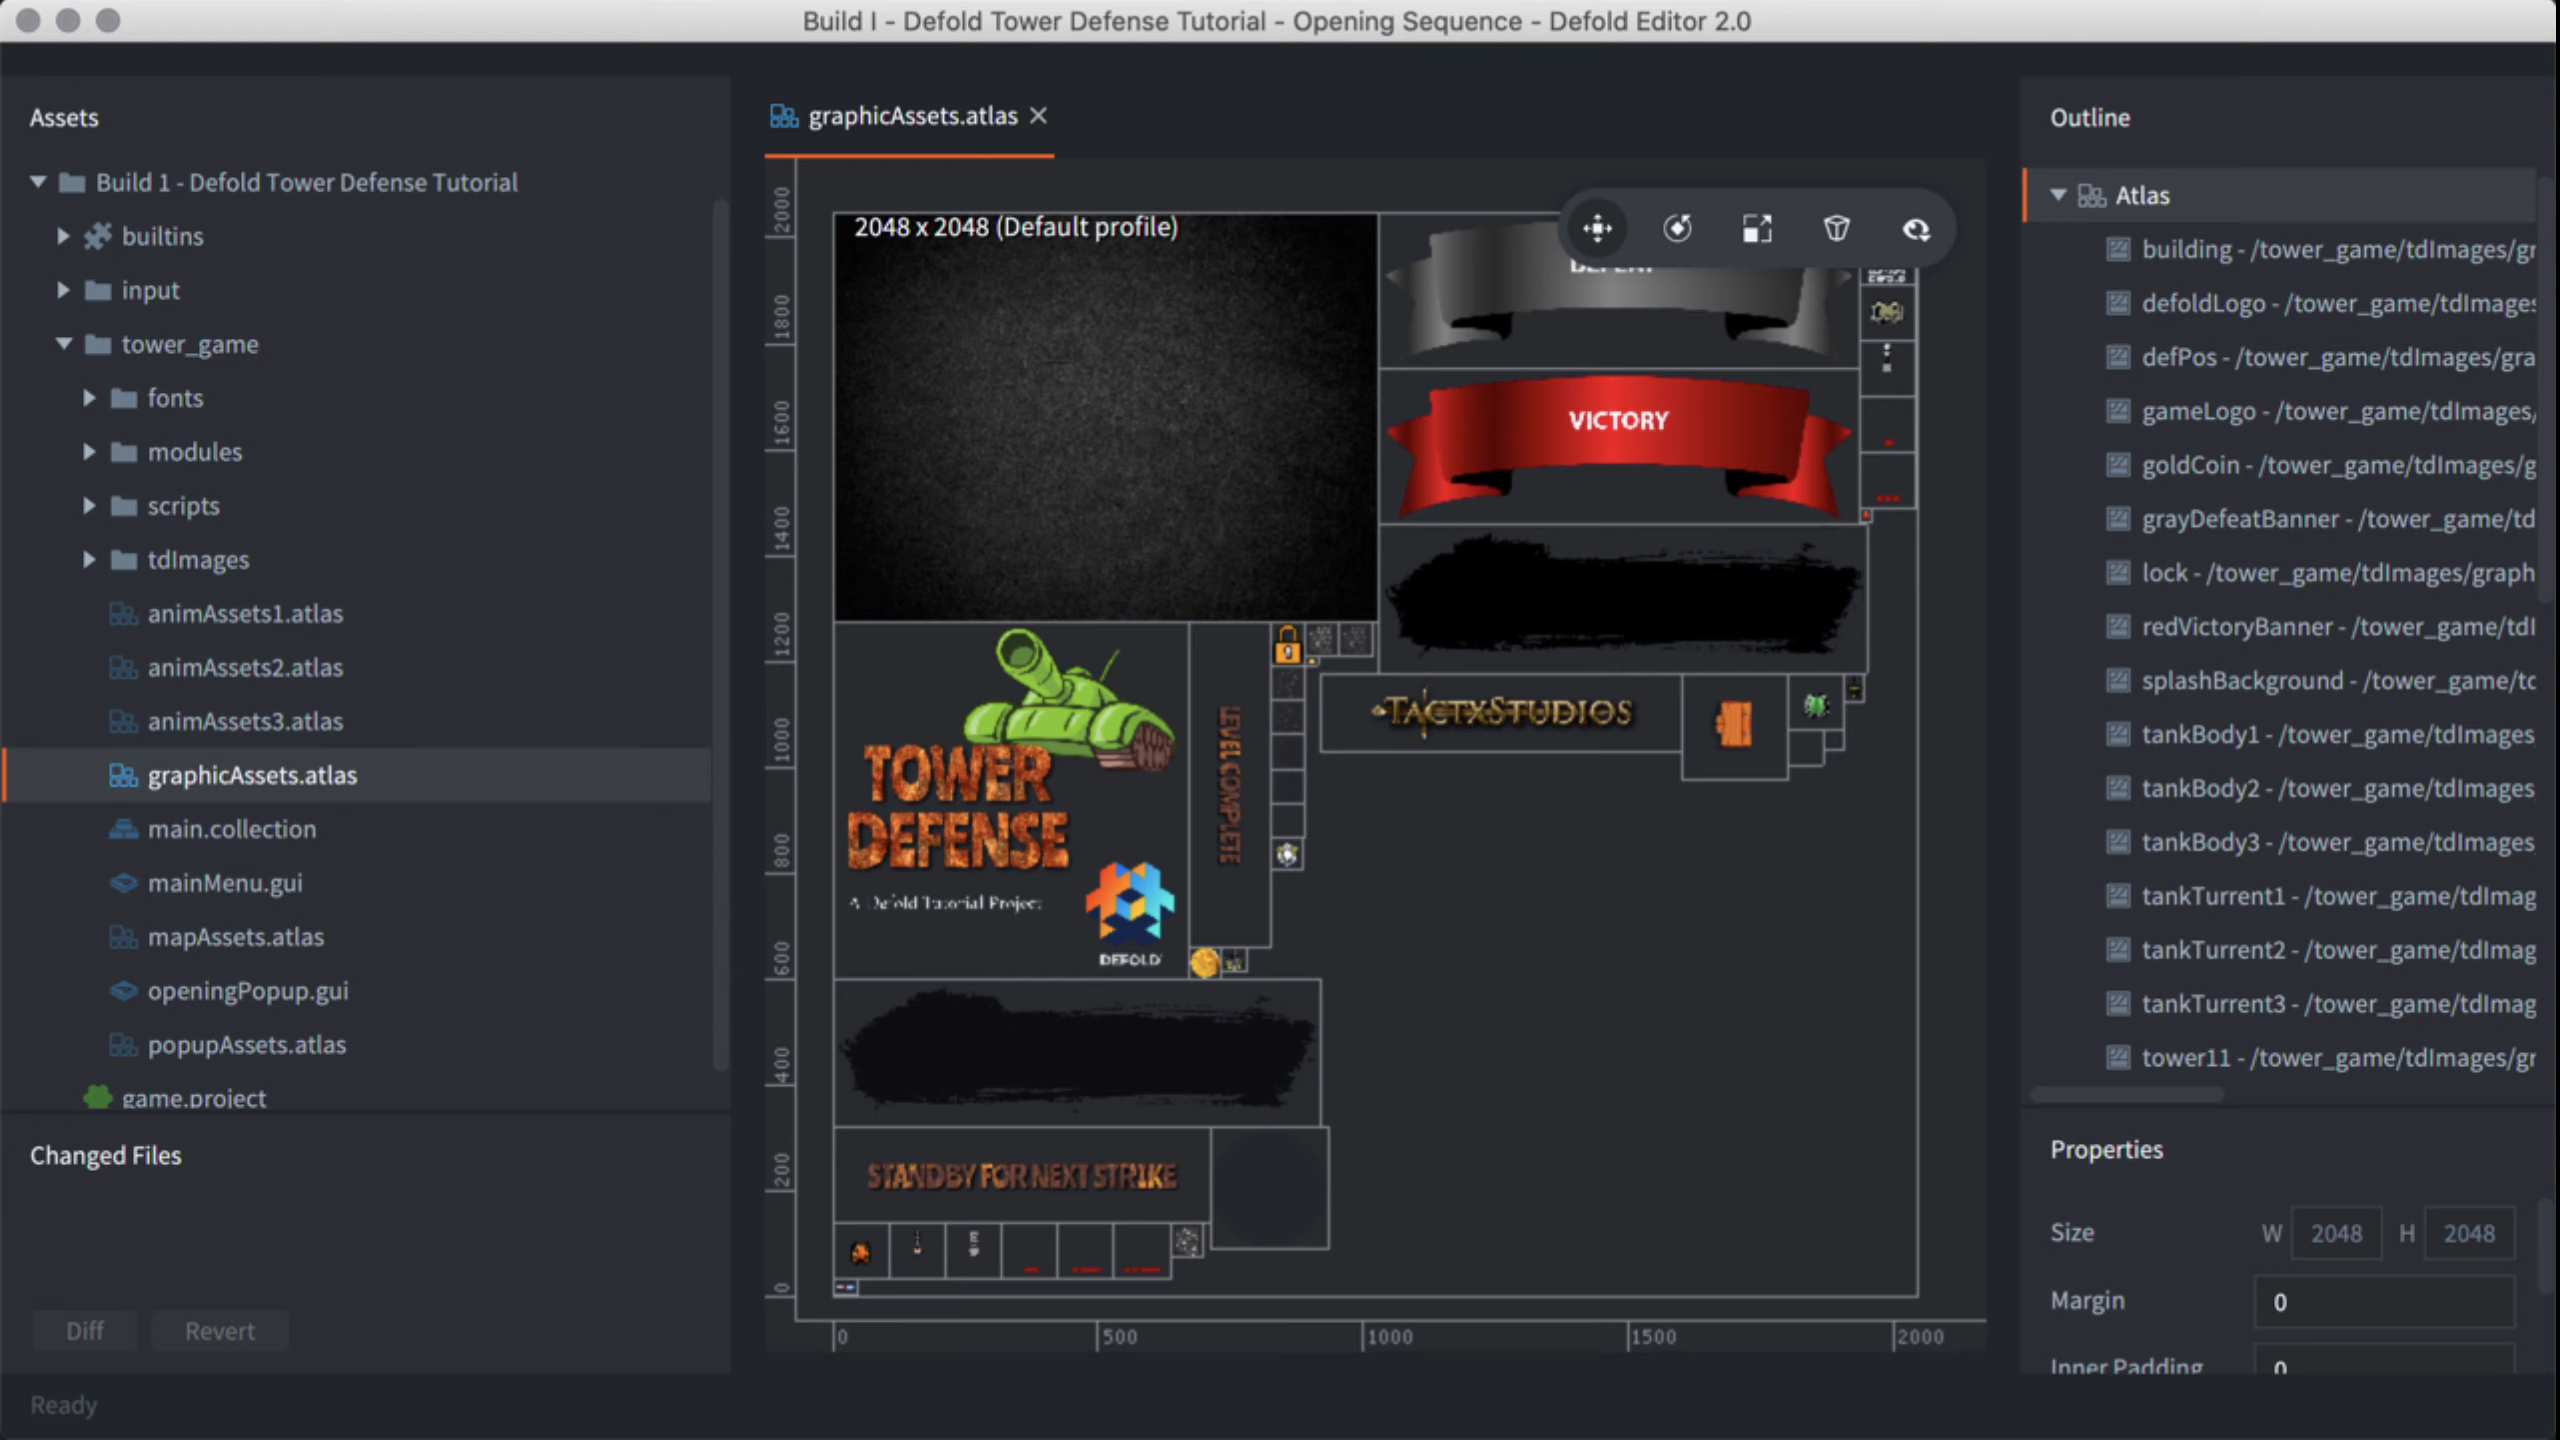 Build I - Defold Tower Defense Tutorial - Opening Sequence - Defold Editor 2.0
Assets
Build 1 - Defold Tower Defense Tutorial
builtins
input
tower_game
fonts
modules
scripts
tdImages
animAssets1.atlas
animAssets2.atlas
animAssets3.atlas
graphicAssets.atlas
main.collection
mainMenu.gui
mapAssets.atlas
openingPopup.gui
popupAssets.atlas
game.project
Changed Files
Diff Revert
Ready
graphicAssets.atlas
2000
1800
1600
1400
1200
1000
800
600
400
200
0
0 500 1000 1500 2000
2048 x 2048 (Default profile)
DEFEAT
VICTORY
TOWER
DEFENSE
A Defold Tutorial Project
DEFOLD
LEVEL COMPLETE
TACTXSTUDIOS
STANDBY FOR NEXT STRIKE
Outline
Atlas
building - /tower_game/tdImages/gr
defoldLogo - /tower_game/tdImages
defPos - /tower_game/tdImages/gra
gameLogo - /tower_game/tdImages/
goldCoin - /tower_game/tdImages/g
grayDefeatBanner - /tower_game/td
lock - /tower_game/tdImages/graph
redVictoryBanner - /tower_game/tdI
splashBackground - /tower_game/tc
tankBody1 - /tower_game/tdImages
tankBody2 - /tower_game/tdImages
tankBody3 - /tower_game/tdImages
tankTurrent1 - /tower_game/tdImag
tankTurrent2 - /tower_game/tdImag
tankTurrent3 - /tower_game/tdImag
tower11 - /tower_game/tdImages/gr
Properties
Size W 2048 H 2048
Margin 0
Inner Padding 0